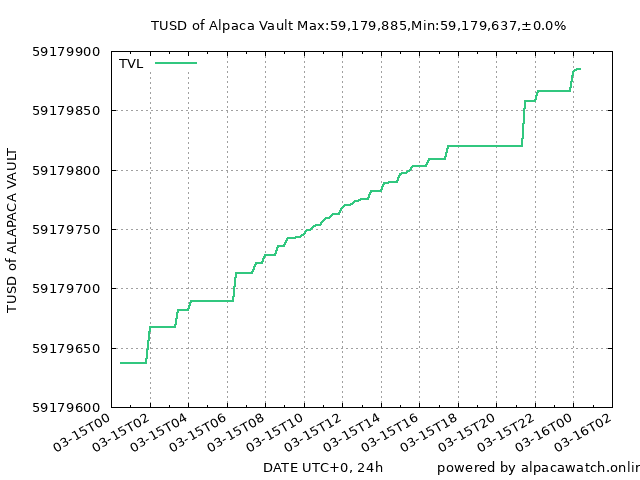 TUSD of Alpaca Vault Max:59,179,885,Min:59,179,637,±0.0%
TVL
59179900
59179850
59179800
59179750
59179700
59179650
59179600
TUSD of ALAPACA VAULT
03-15T00
03-15T02
03-15T04
03-15T06
03-15T08
03-15T10
03-15T12
03-15T14
03-15T16
03-15T18
03-15T20
03-15T22
03-16T00
03-16T02
DATE UTC+0, 24h
powered by alpacawatch.onlin